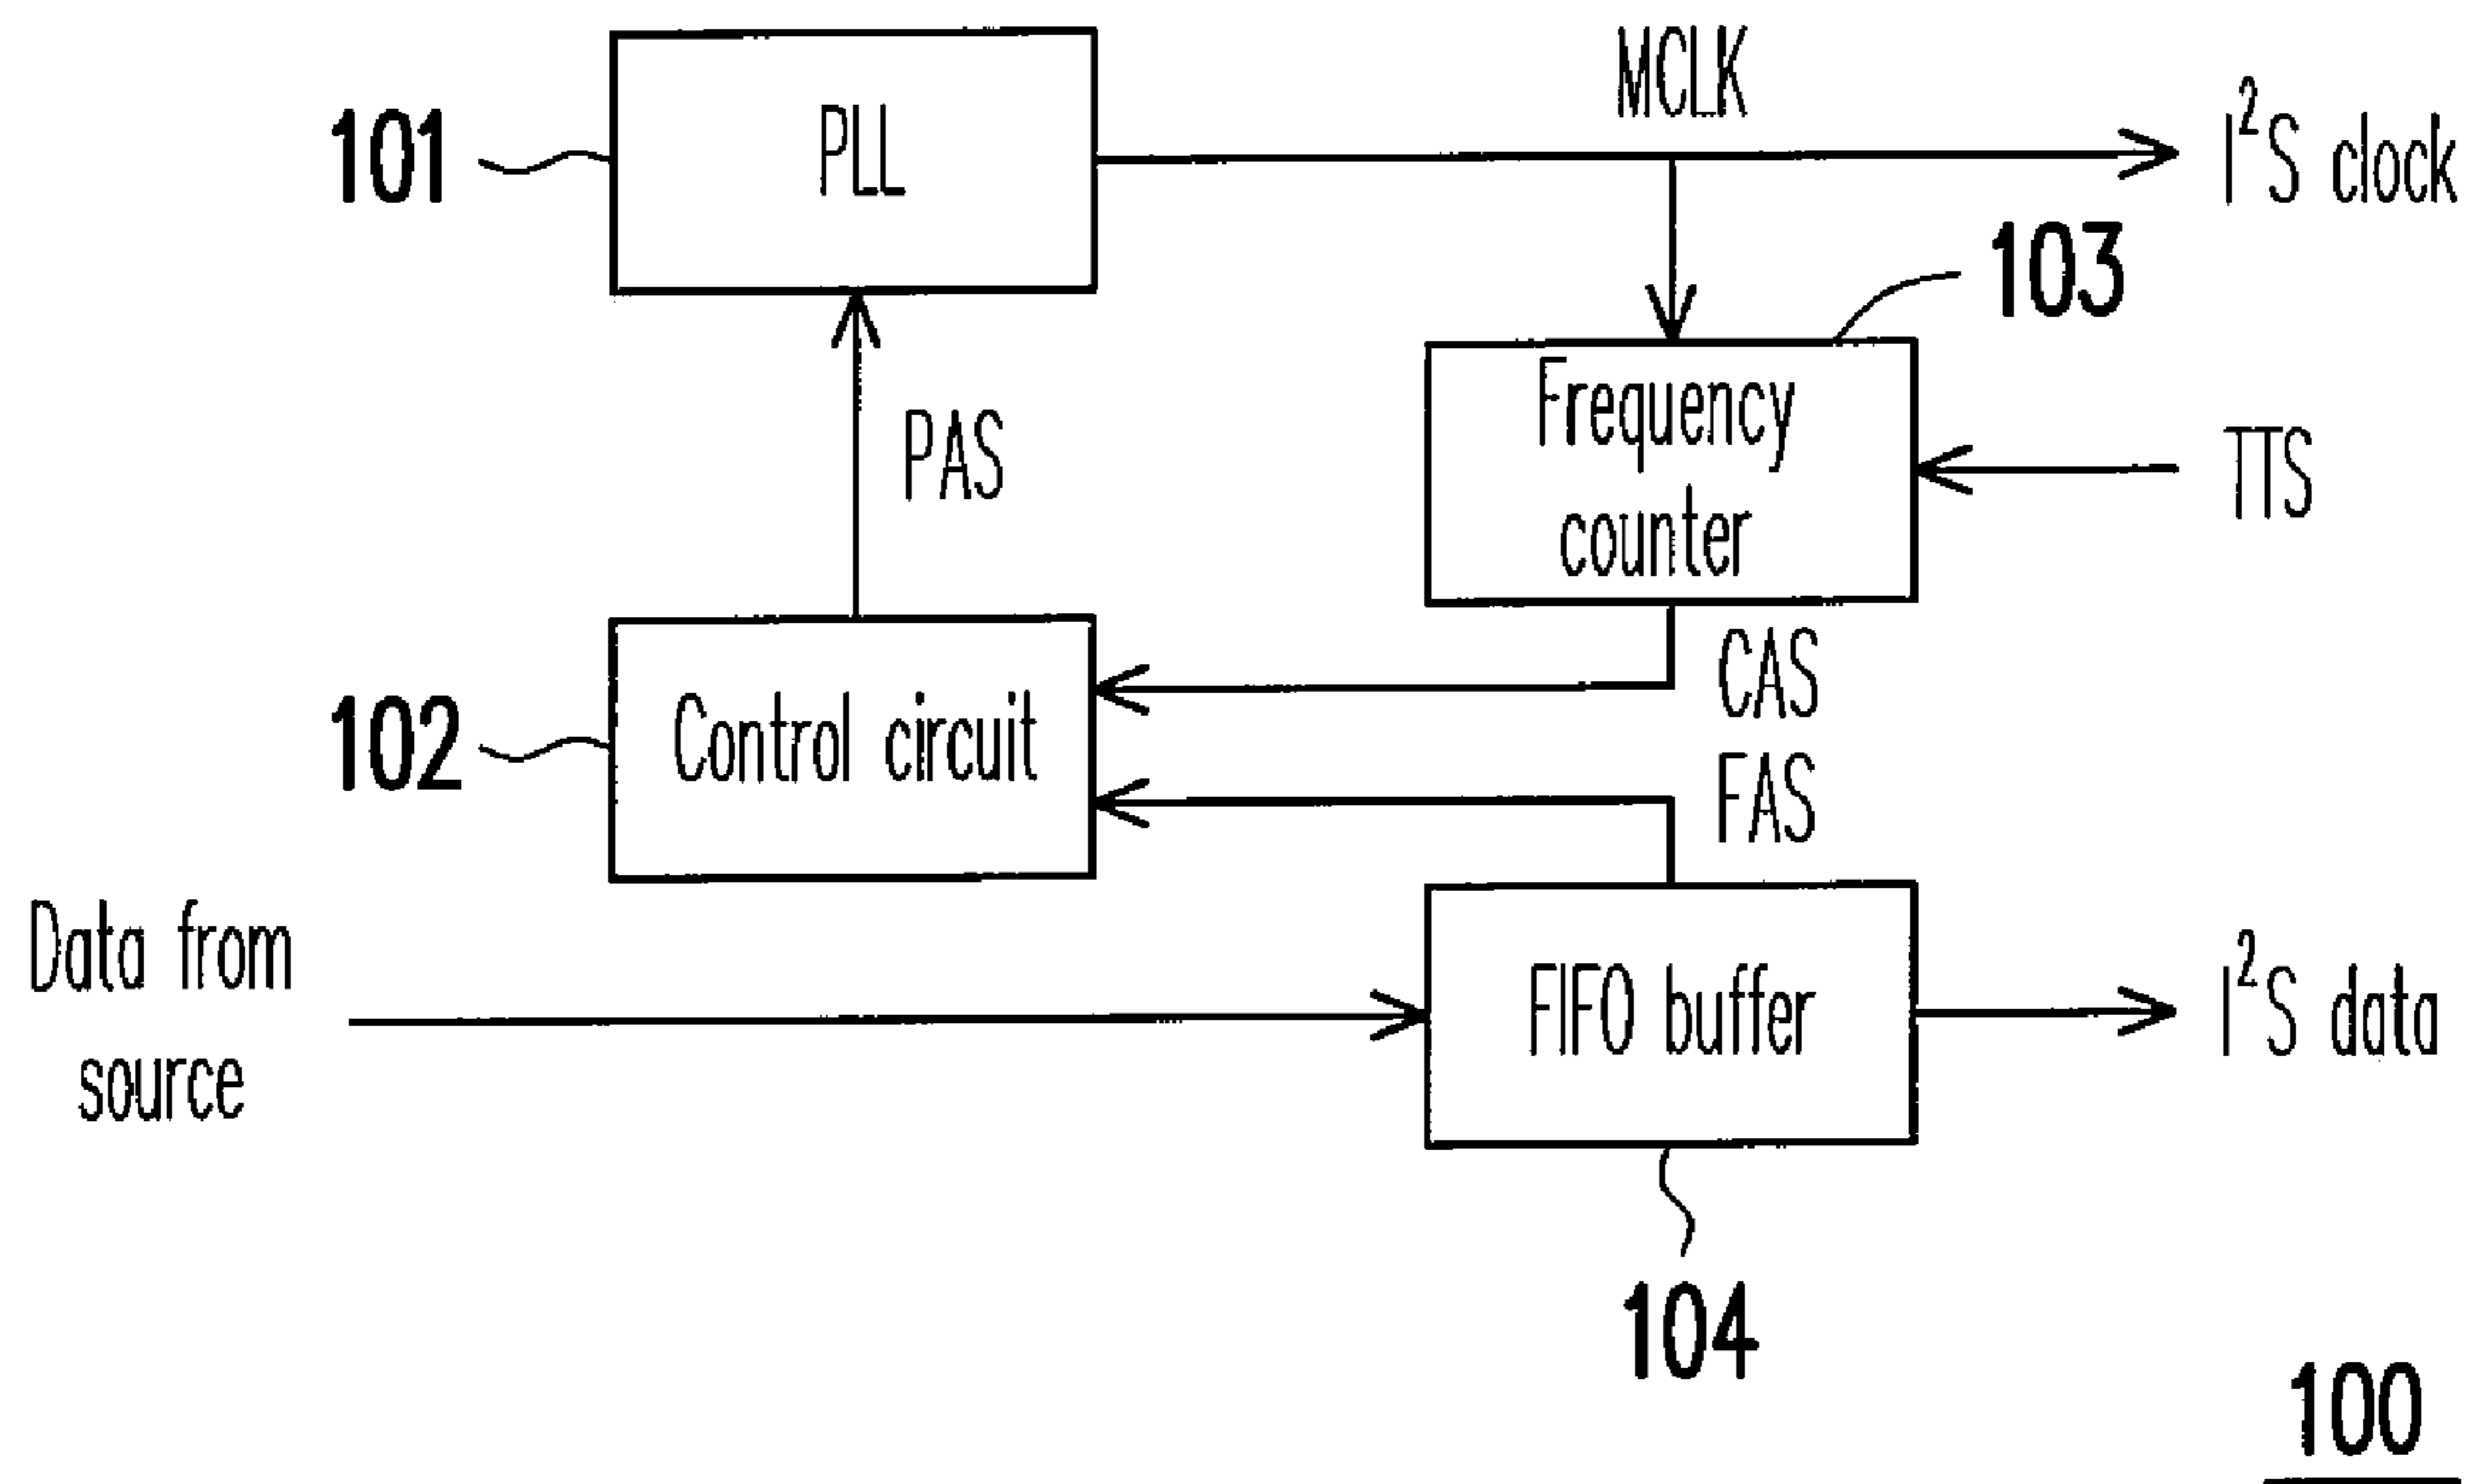 MCLK
101
PLL
I²S clock
103
Frequency
counter
TTS
PAS
CAS
102
Control circuit
FAS
Data from
source
FIFO buffer
I²S data
104
100